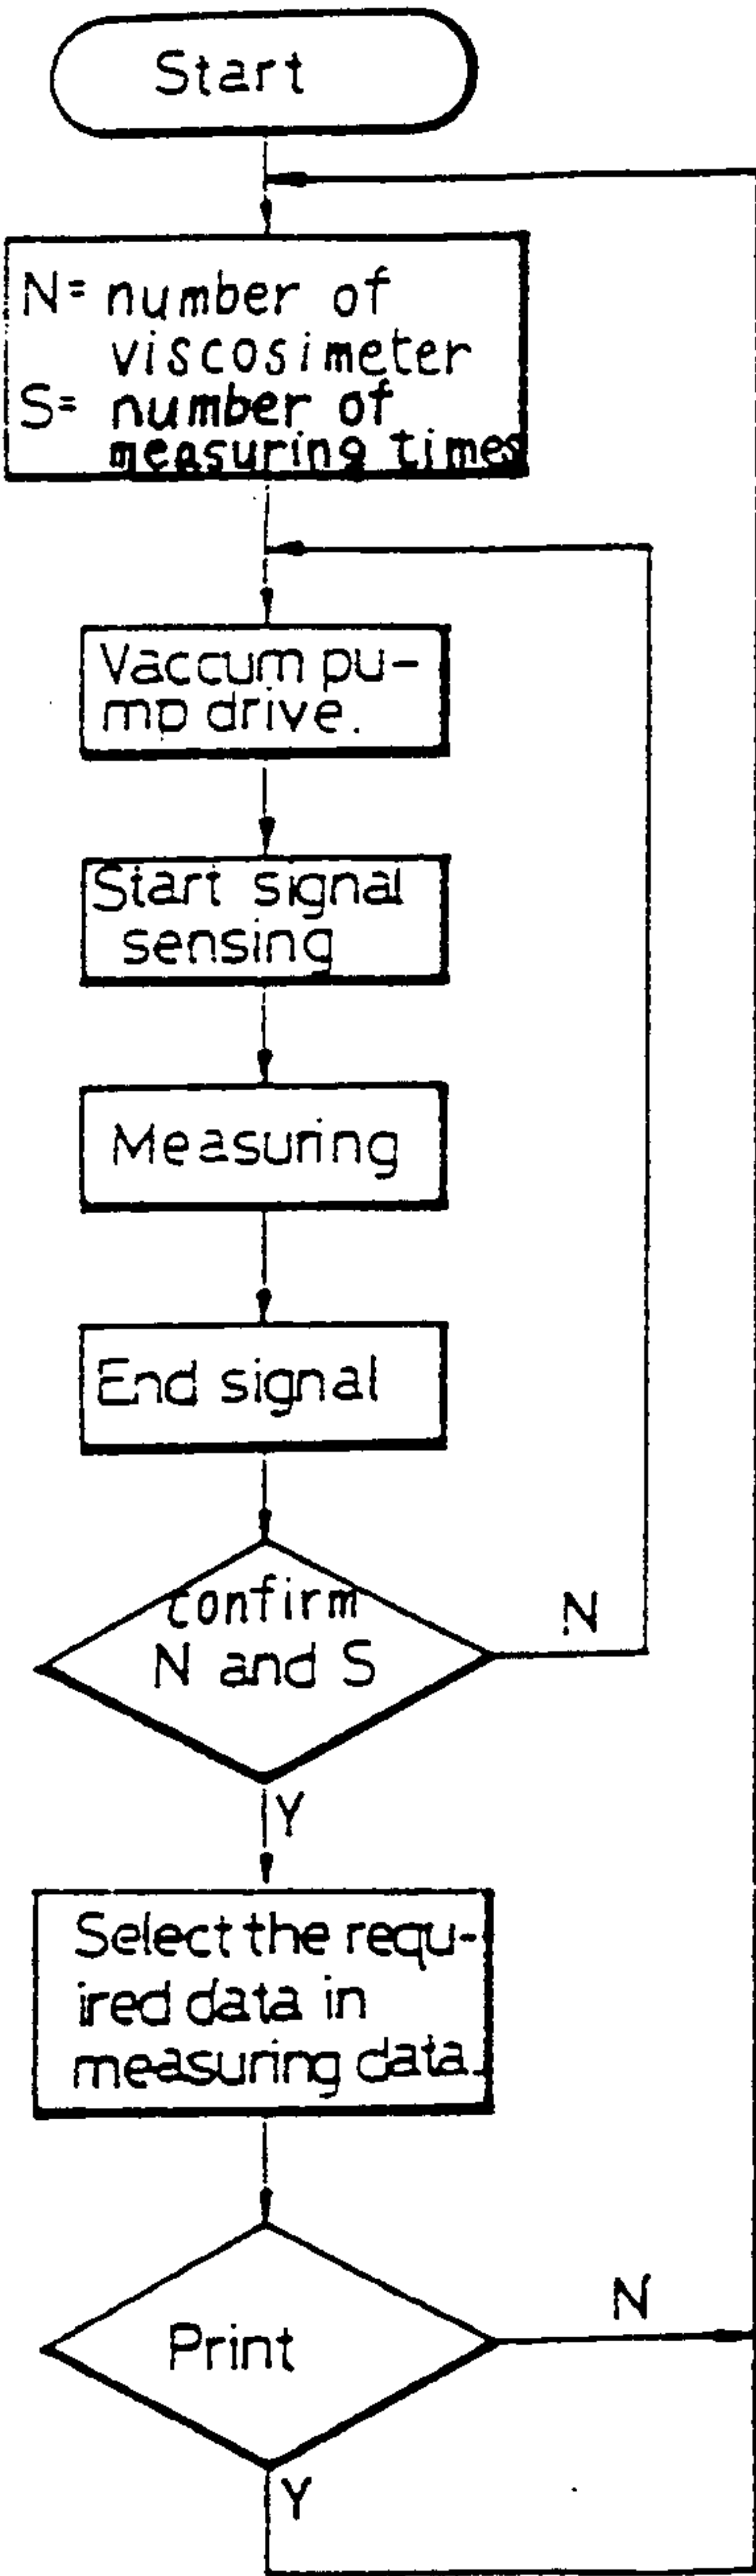 Start
N= number of
viscosimeter
S= number of
measuring times
Vaccum pu-
mp drive.
Start signal
sensing
Measuring
End signal
confirm
N and S
N
Y
Select the requ-
ired data in
measuring data.
Print
N
Y